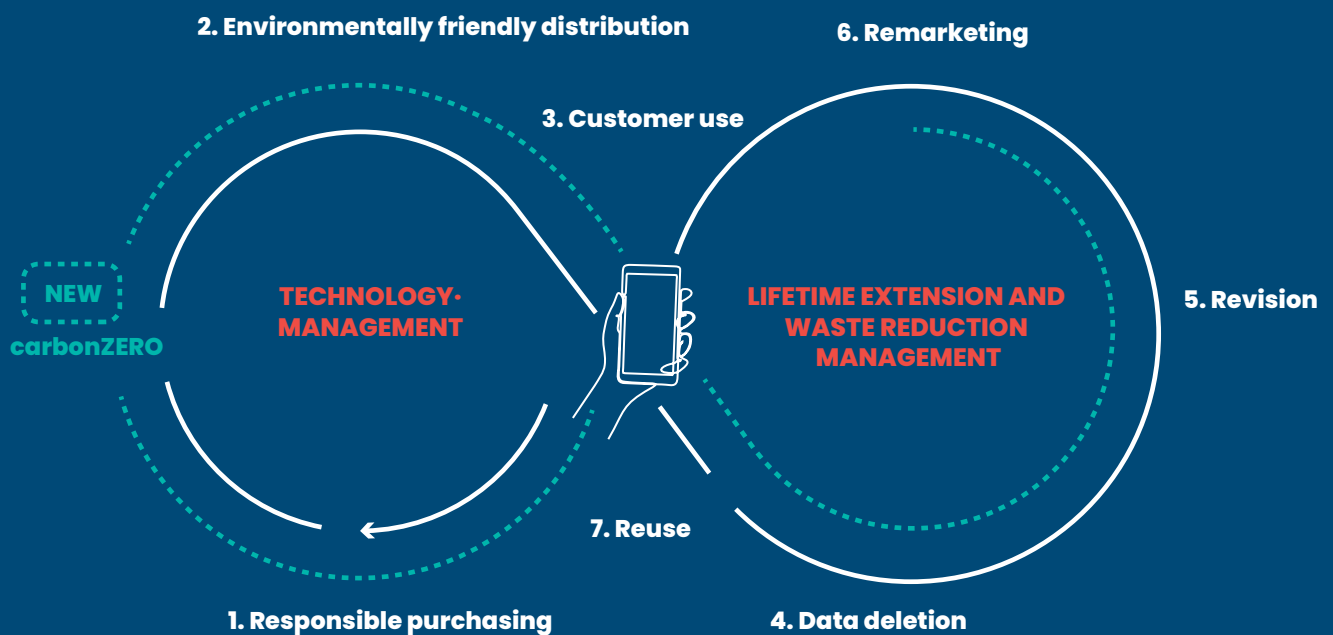 2. Environmentally friendly distribution
6. Remarketing
3. Customer use
NEW
carbonZERO
TECHNOLOGY·
MANAGEMENT
LIFETIME EXTENSION AND
WASTE REDUCTION
MANAGEMENT
5. Revision
7. Reuse
1. Responsible purchasing
4. Data deletion